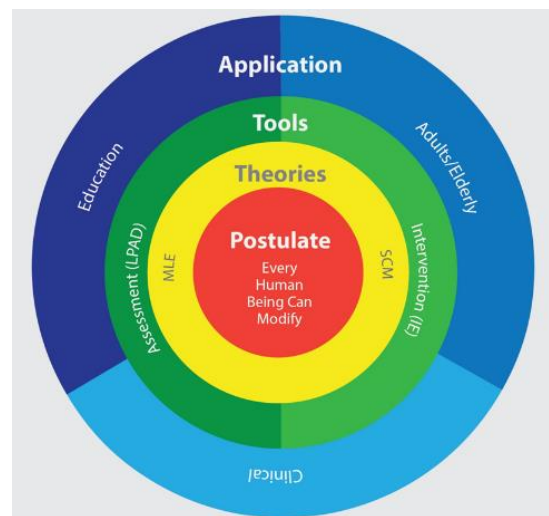 Application
Tools
Theories
Postulate
Every
Human
Being Can
Modify
Education
Adults/Elderly
Assessment (LPAD)
MLE
SCM
Intervention (IE)
Clinical